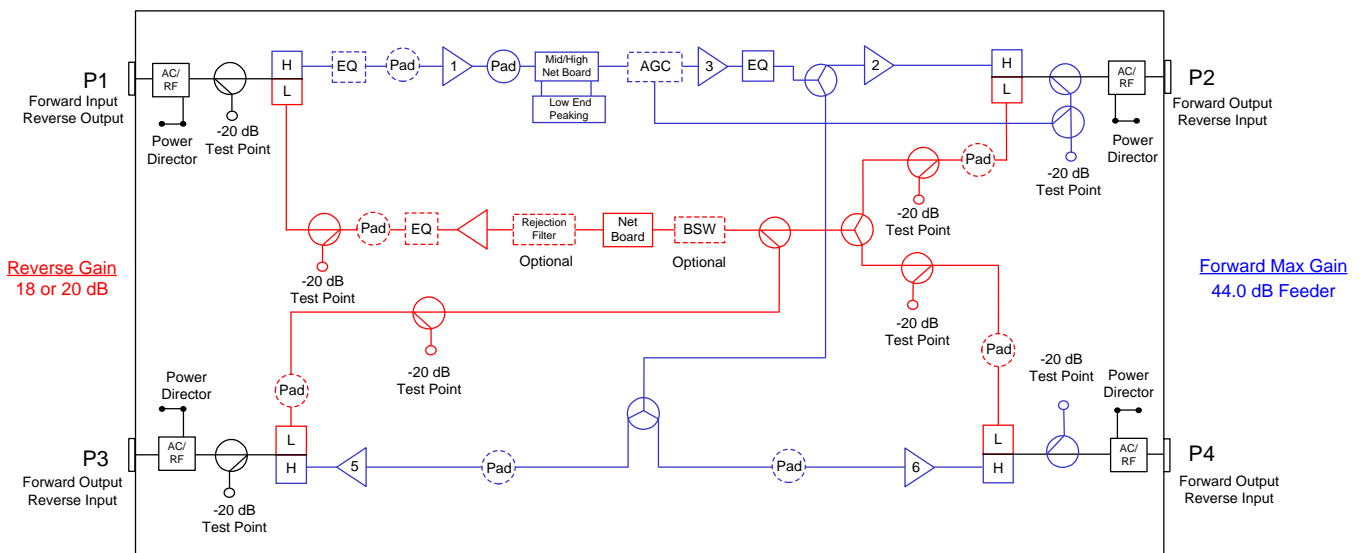 P1
Forward Input
Reverse Output
AC/
RF
Power
Director
-20 dB
Test Point
H
L
EQ
Pad
1
Pad
Mid/High
Net Board
Low End
Peaking
AGC
3
EQ
2
H
L
AC/
RF
P2
Forward Output
Reverse Input
Power
Director
-20 dB
Test Point
Pad
-20 dB
Test Point
Pad
EQ
Rejection
Filter
Optional
Net
Board
BSW
Optional
-20 dB
Test Point
Reverse Gain
18 or 20 dB
Forward Max Gain
44.0 dB Feeder
-20 dB
Test Point
-20 dB
Test Point
Pad
Pad
-20 dB
Test Point
Power
Director
Power
Director
P3
Forward Output
Reverse Input
AC/
RF
-20 dB
Test Point
L
H
5
Pad
Pad
6
L
H
AC/
RF
P4
Forward Output
Reverse Input